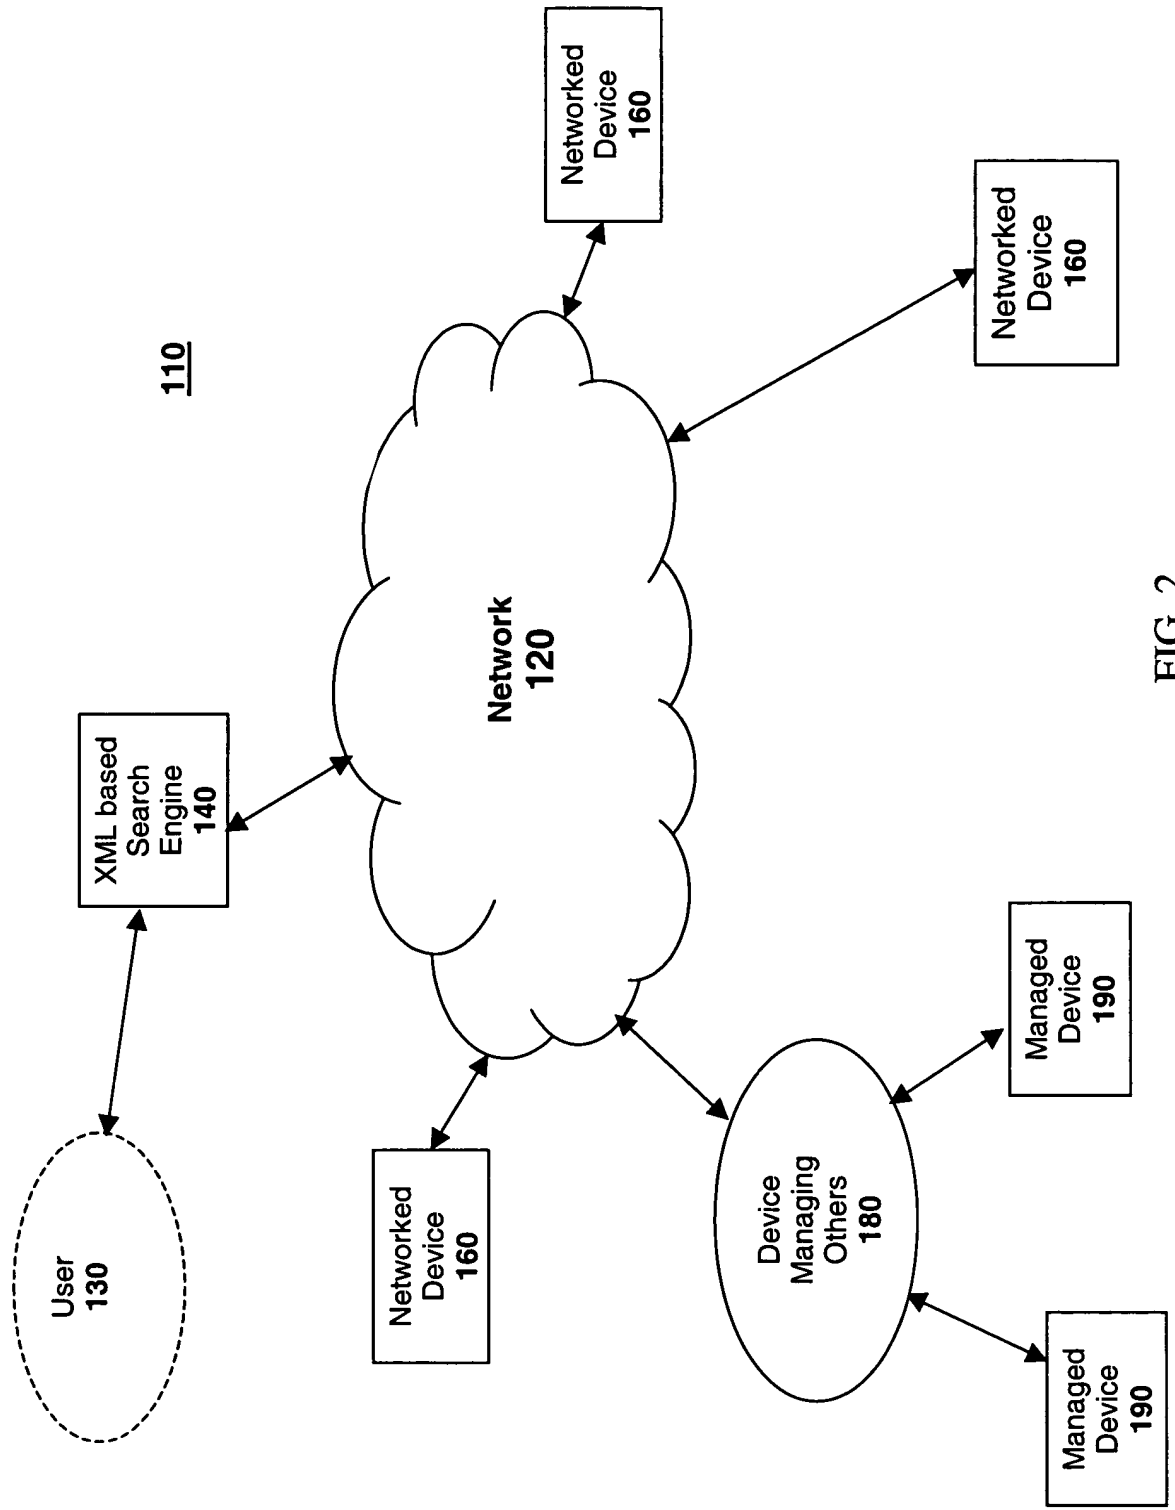 User
130
XML based
Search
Engine
140
110
Networked
Device
160
Network
120
Networked
Device
160
Device
Managing
Others
180
Managed
Device
190
Managed
Device
190
Networked
Device
160
FIG. 2